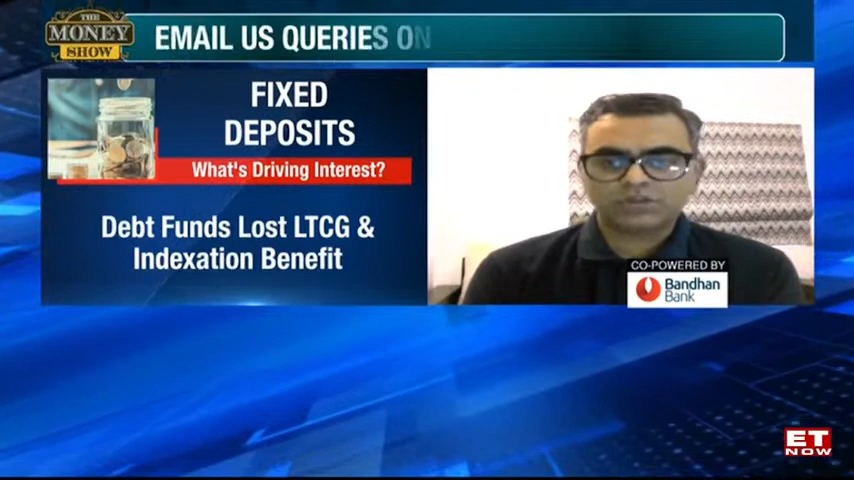 THE
MONEY
SHOW
EMAIL US QUERIES ON
FIXED
DEPOSITS
What's Driving Interest?
Debt Funds Lost LTCG &
Indexation Benefit
CO-POWERED BY
Bandhan
Bank
ET
NOW